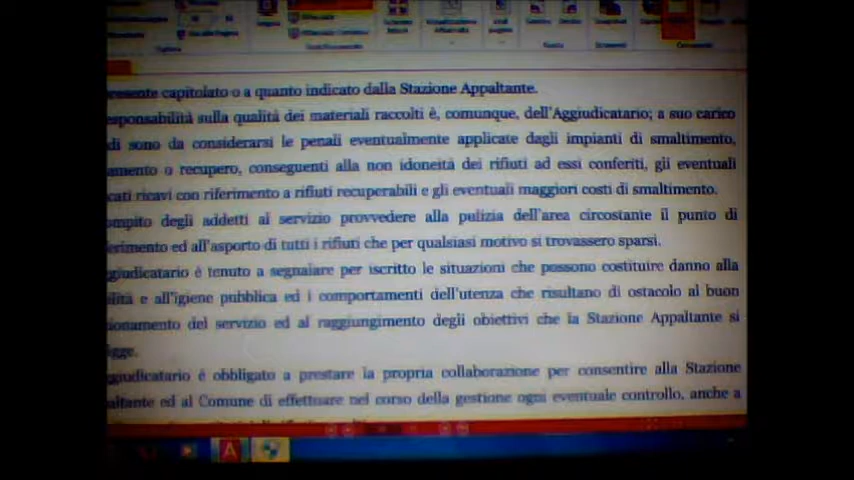 presente capitolato o a quanto indicato dalla Stazione Appaltante.
esponsabilità sulla qualità dei materiali raccolti è, comunque, dell'Aggiudicatario; a suo carico
di sono da considerarsi le penali eventualmente applicate dagli impianti di smaltimento,
amento o recupero, conseguenti alla non idoneità dei rifiuti ad essi conferiti, gli eventuali
cati ricavi con riferimento a rifiuti recuperabili e gli eventuali maggiori costi di smaltimento.
ompito degli addetti al servizio provvedere alla pulizia dell'area circostante il punto di
erimento ed all'asporto di tutti i rifiuti che per qualsiasi motivo si trovassero sparsi.
ggiudicatario è tenuto a segnalare per iscritto le situazioni che possono costituire danno alla
ilità e all'igiene pubblica ed i comportamenti dell'utenza che risultano di ostacolo al buon
ionamento del servizio ed al raggiungimento degli obiettivi che la Stazione Appaltante si
igge.
ggiudicatario è obbligato a prestare la propria collaborazione per consentire alla Stazione
altante ed al Comune di effettuare nel corso della gestione ogni eventuale controllo, anche a